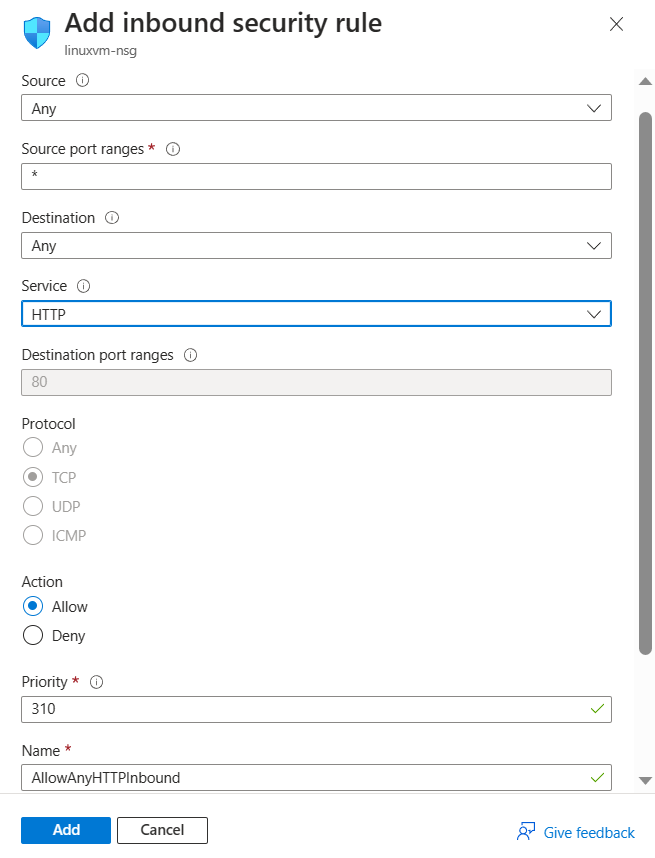 Add inbound security rule
linuxvm-nsg
Source
Any
Source port ranges *
*
Destination
Any
Service
HTTP
Destination port ranges
80
Protocol
Any
TCP
UDP
ICMP
Action
Allow
Deny
Priority *
310
Name *
AllowAnyHTTPInbound
Add Cancel Give feedback